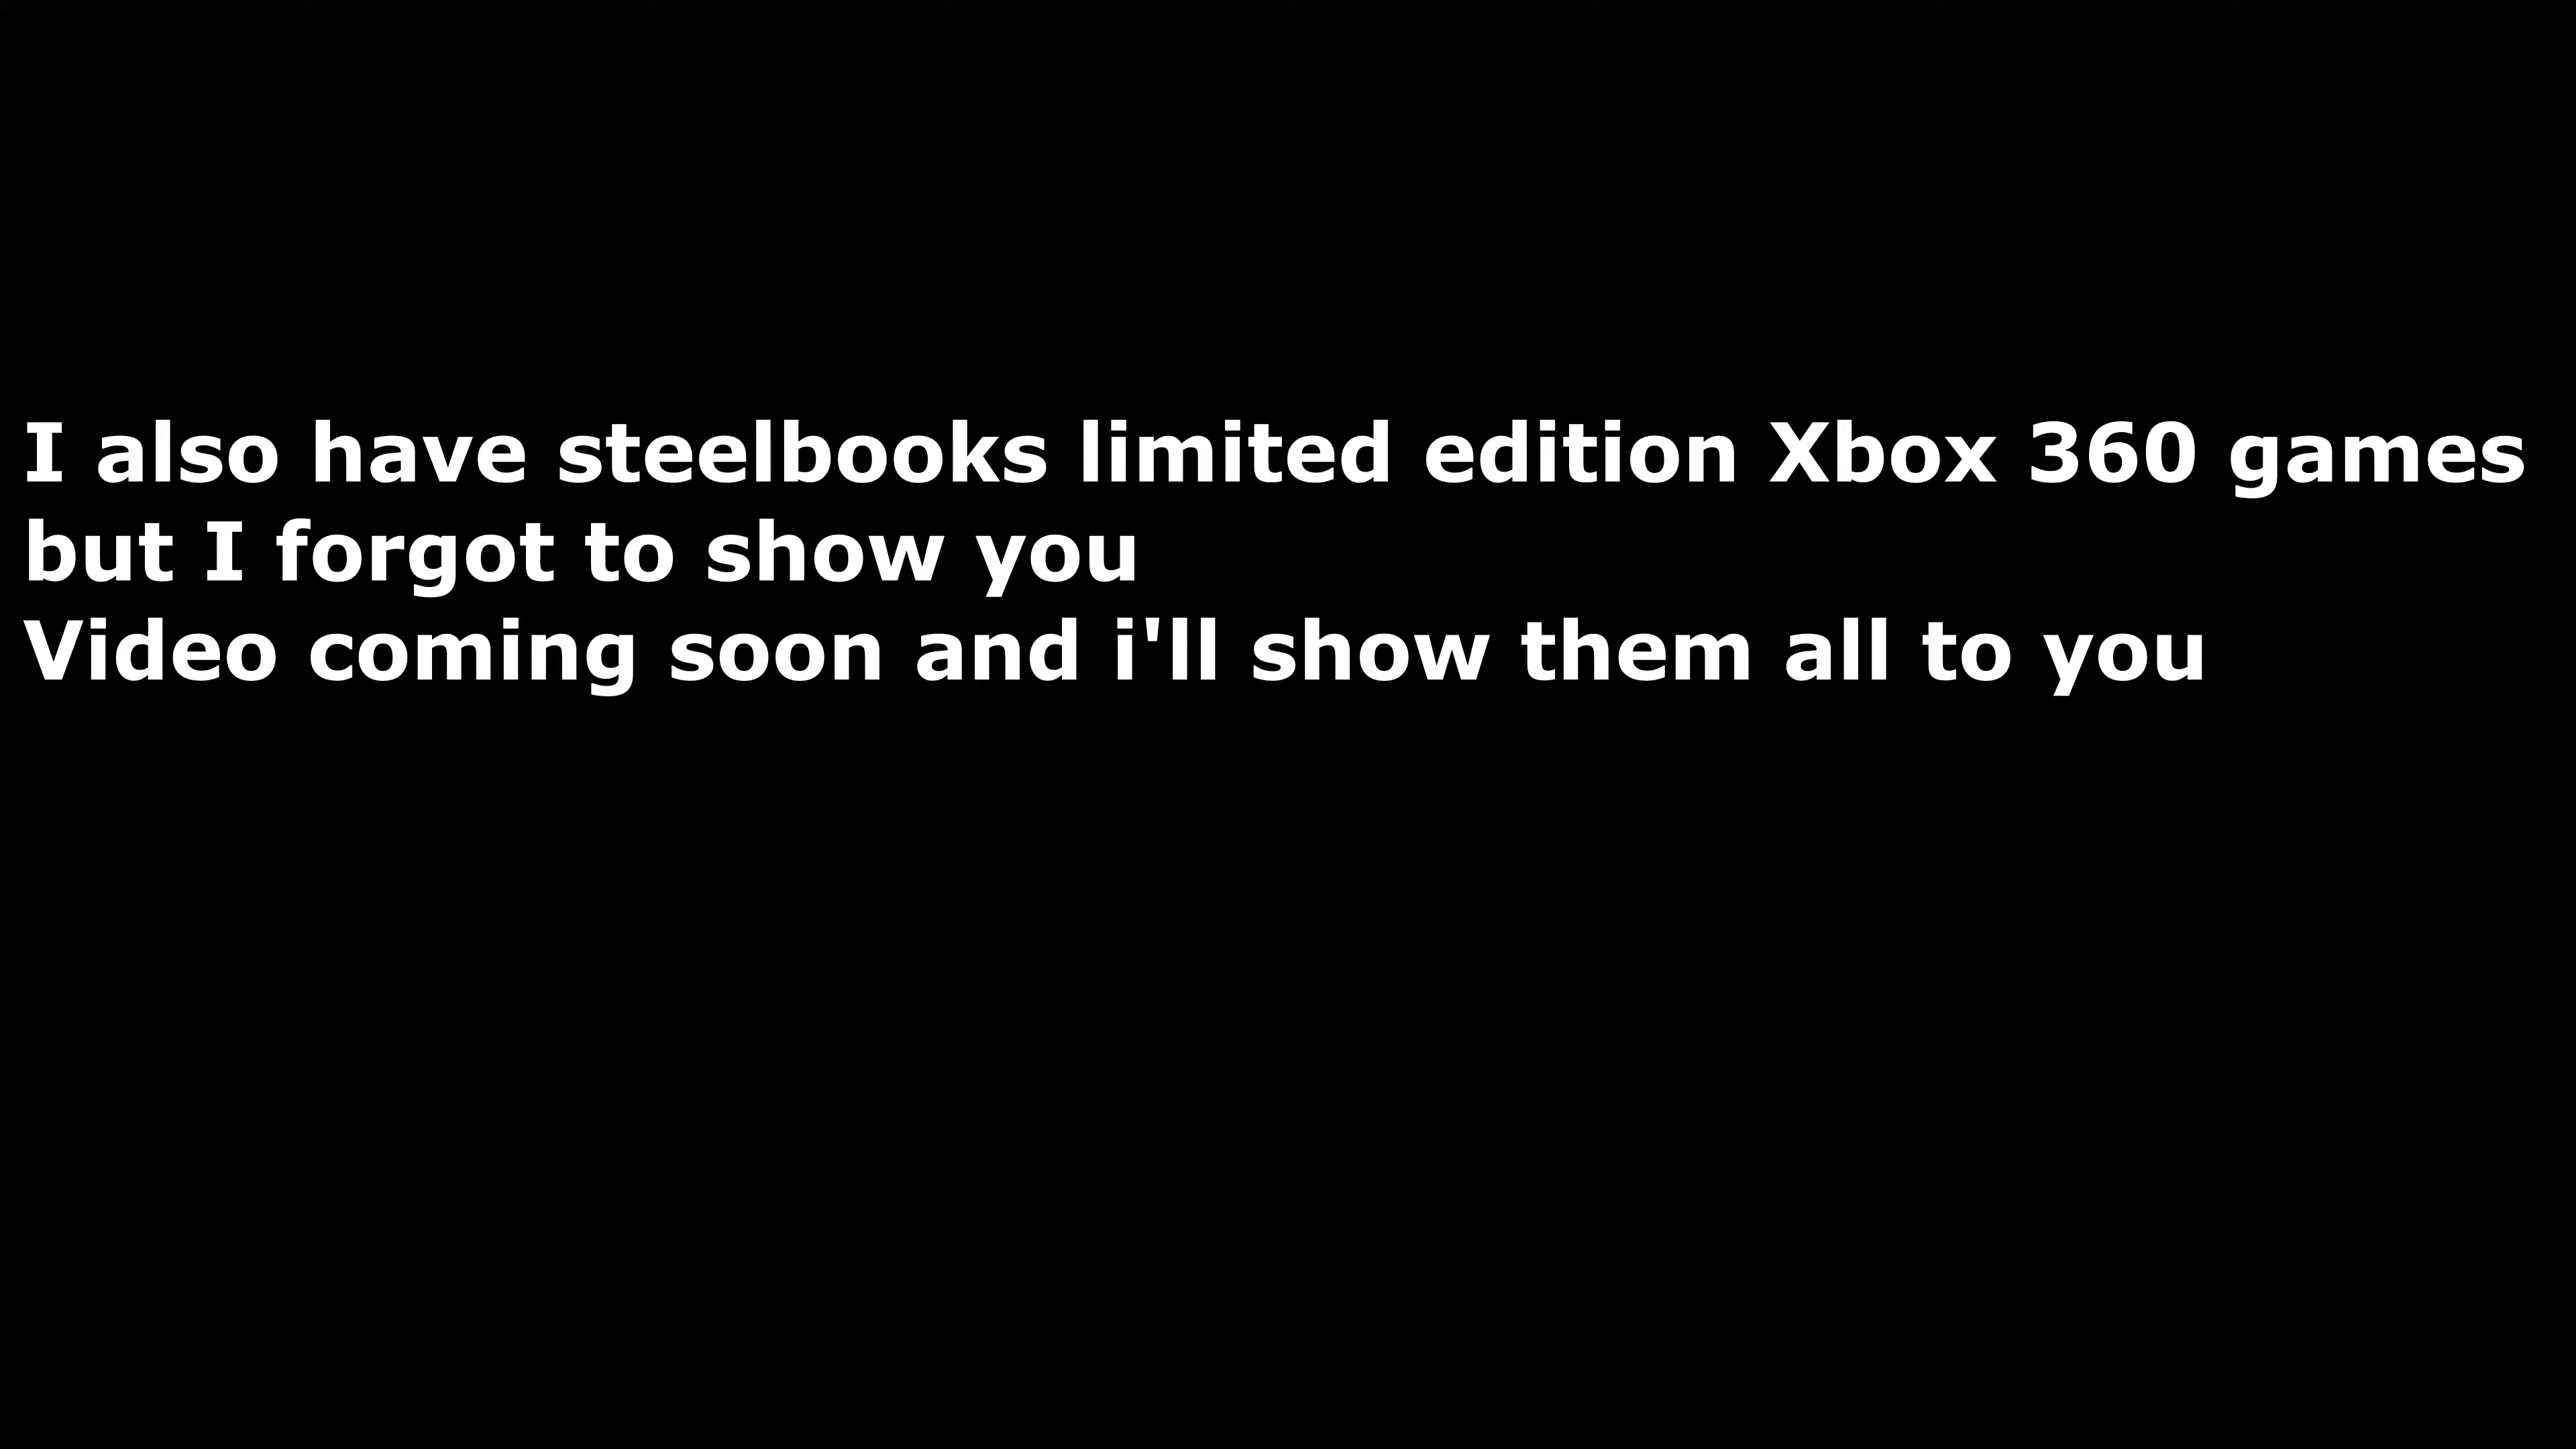 I also have steelbooks limited edition Xbox 360 games
but I forgot to show you
Video coming soon and i'll show them all to you